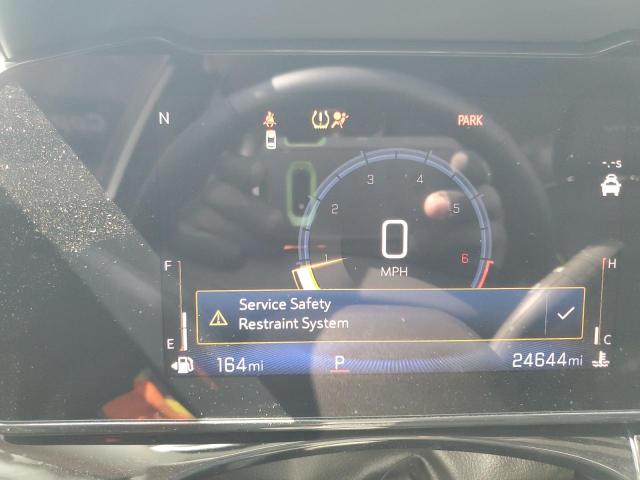 N
PARK
-.-s
3 4
2 5
0
1 6
MPH
F H
Service Safety
Restraint System
E C
164mi P 24644mi